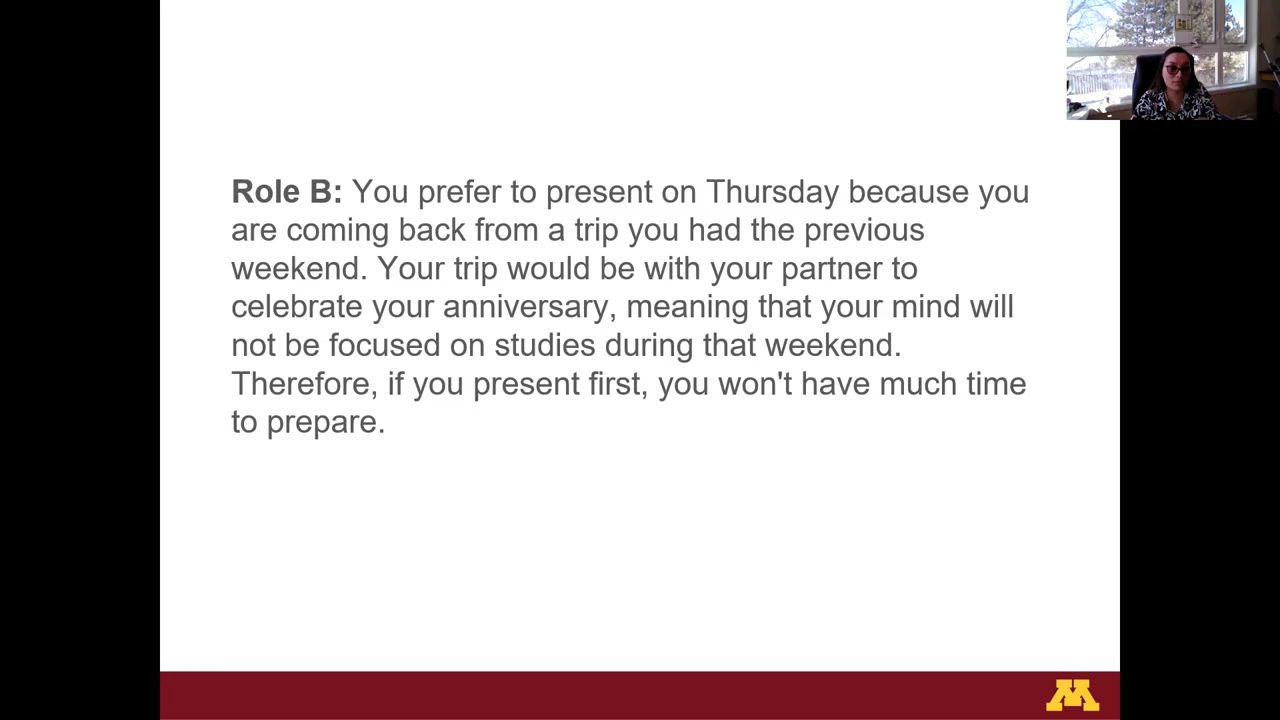 Role B: You prefer to present on Thursday because you
are coming back from a trip you had the previous
weekend. Your trip would be with your partner to
celebrate your anniversary, meaning that your mind will
not be focused on studies during that weekend.
Therefore, if you present first, you won't have much time
to prepare.
M